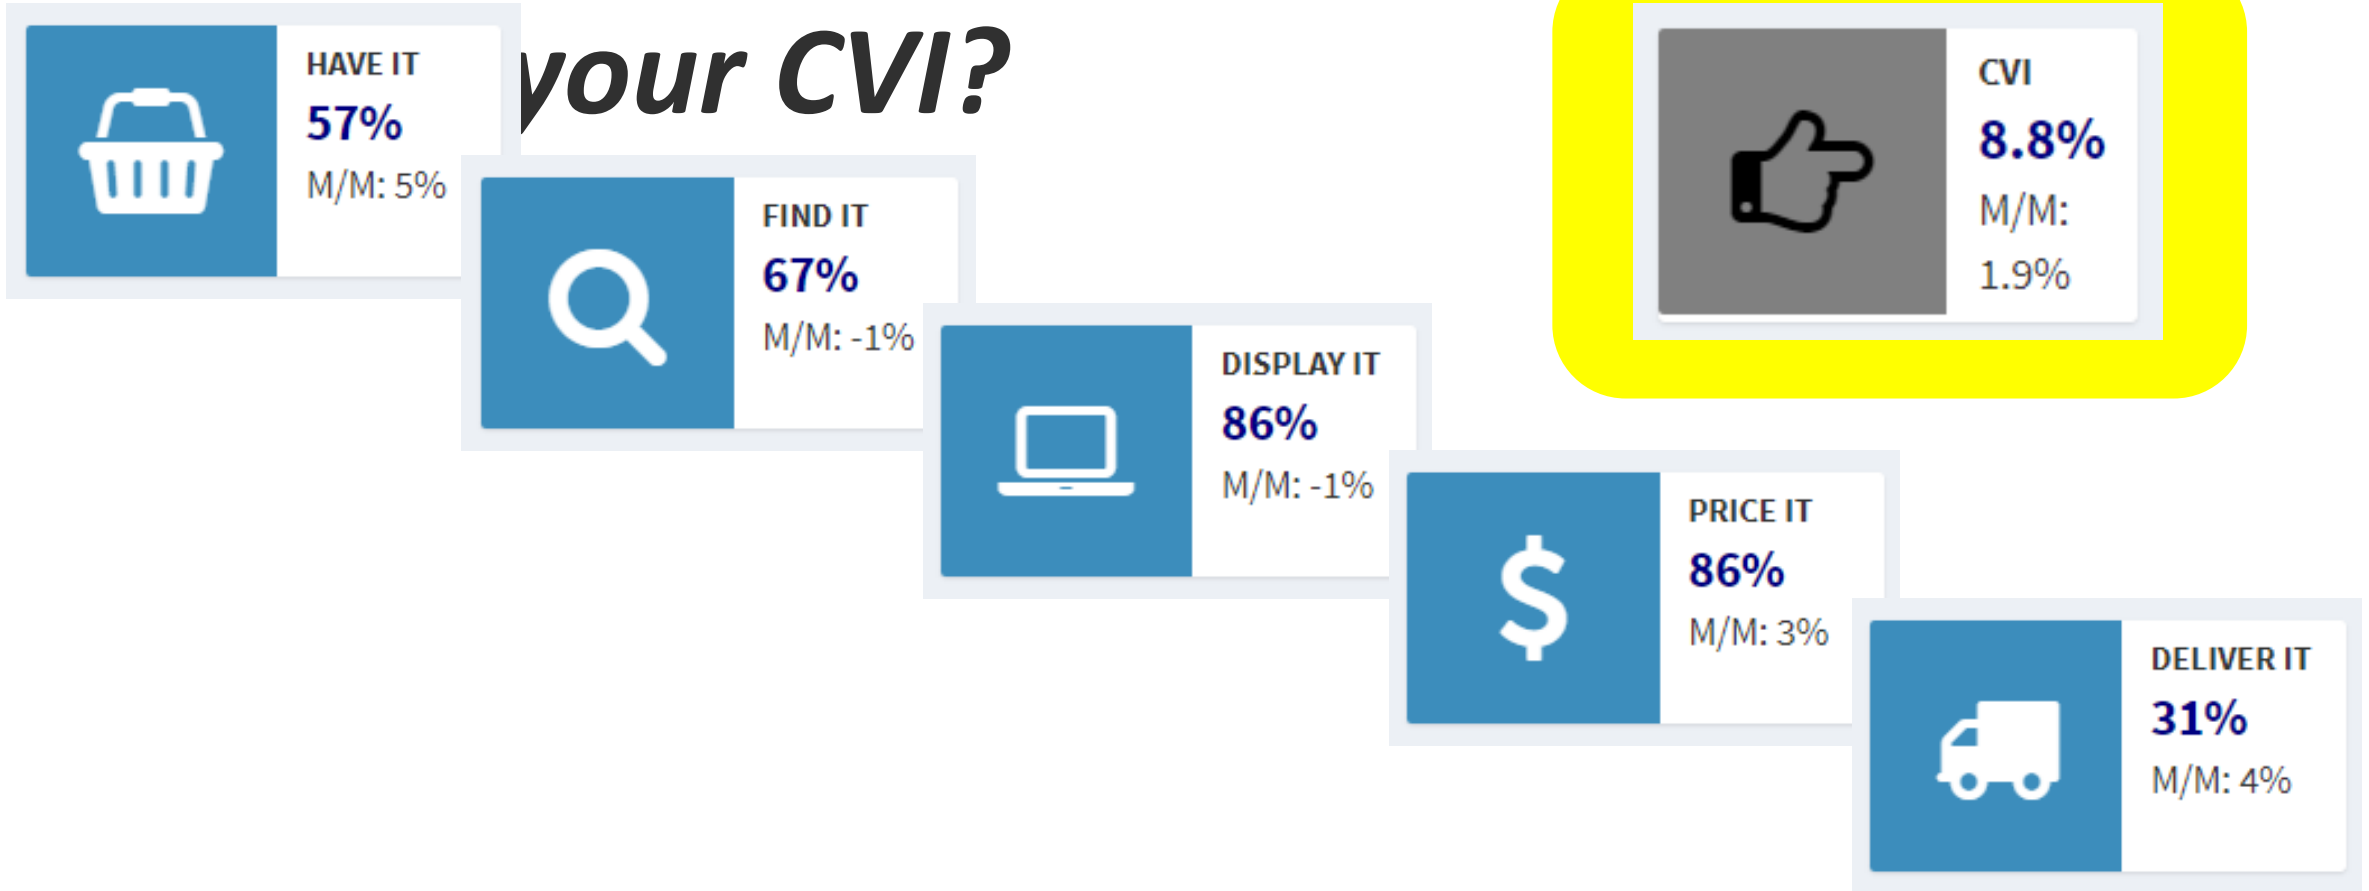 your CVI?
HAVE IT
57%
M/M: 5%
CVI
8.8%
M/M:
1.9%
FIND IT
67%
M/M: -1%
DISPLAY IT
86%
M/M: -1%
PRICE IT
86%
M/M: 3%
DELIVER IT
31%
M/M: 4%